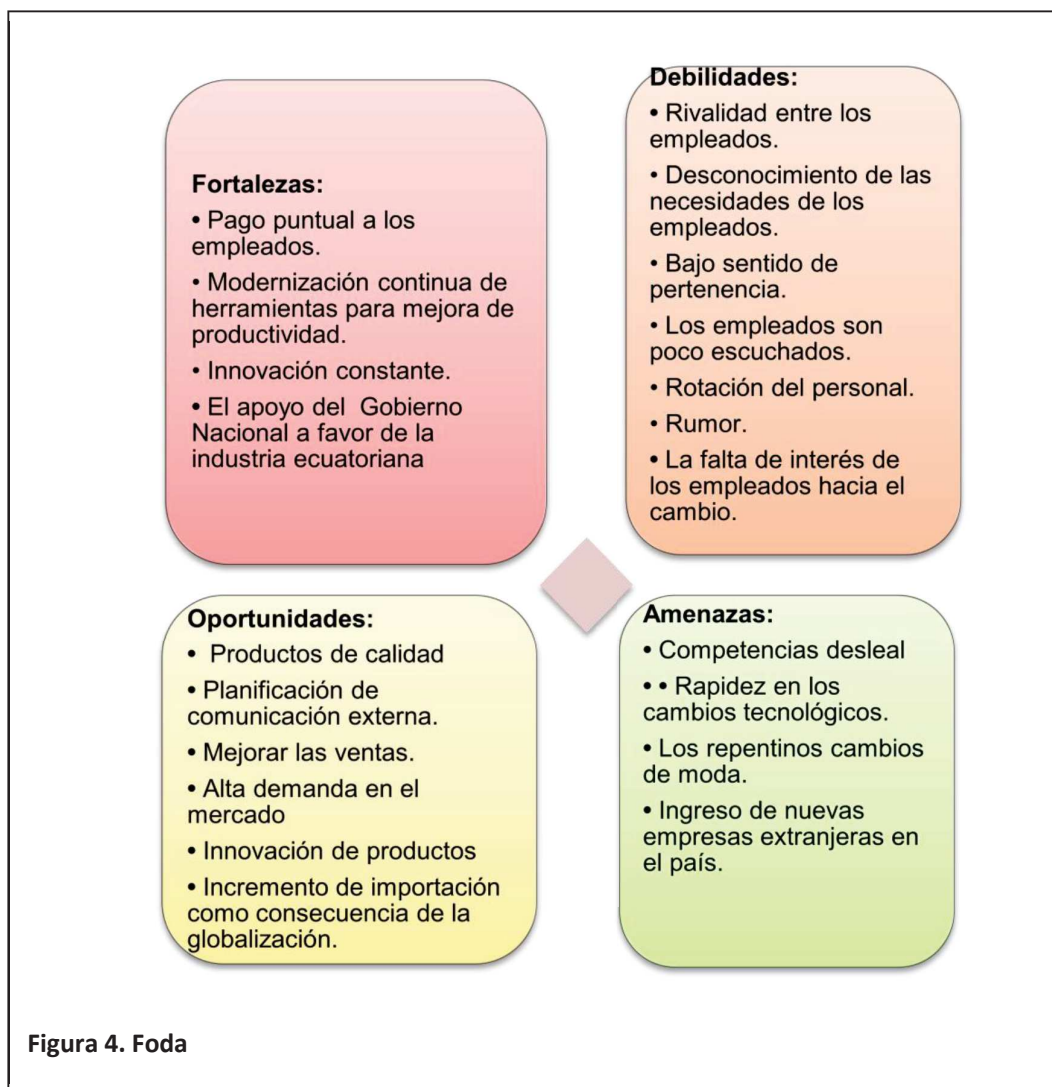 Fortalezas:
• Pago puntual a los
empleados.
• Modernización continua de
herramientas para mejora de
productividad.
• Innovación constante.
• El apoyo del  Gobierno
Nacional a favor de la
industria ecuatoriana
Debilidades:
• Rivalidad entre los
empleados.
• Desconocimiento de las
necesidades de los
empleados.
• Bajo sentido de
pertenencia.
• Los empleados son
poco escuchados.
• Rotación del personal.
• Rumor.
• La falta de interés de
los empleados hacia el
cambio.
Oportunidades:
•  Productos de calidad
• Planificación de
comunicación externa.
• Mejorar las ventas.
• Alta demanda en el
mercado
• Innovación de productos
• Incremento de importación
como consecuencia de la
globalización.
Amenazas:
• Competencias desleal
• • Rapidez en los
cambios tecnológicos.
• Los repentinos cambios
de moda.
• Ingreso de nuevas
empresas extranjeras en
el país.
Figura 4. Foda